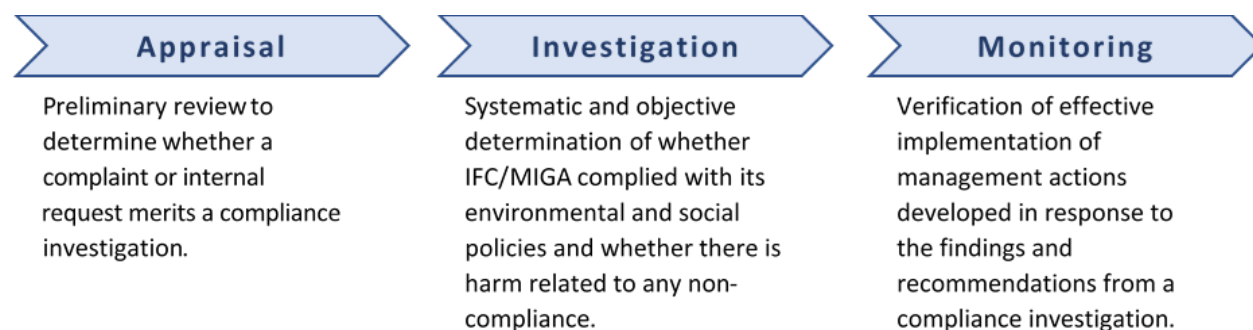 Appraisal
Preliminary review to
determine whether a
complaint or internal
request merits a compliance
investigation.
Investigation
Systematic and objective
determination of whether
IFC/MIGA complied with its
environmental and social
policies and whether there is
harm related to any non-
compliance.
Monitoring
Verification of effective
implementation of
management actions
developed in response to
the findings and
recommendations from a
compliance investigation.